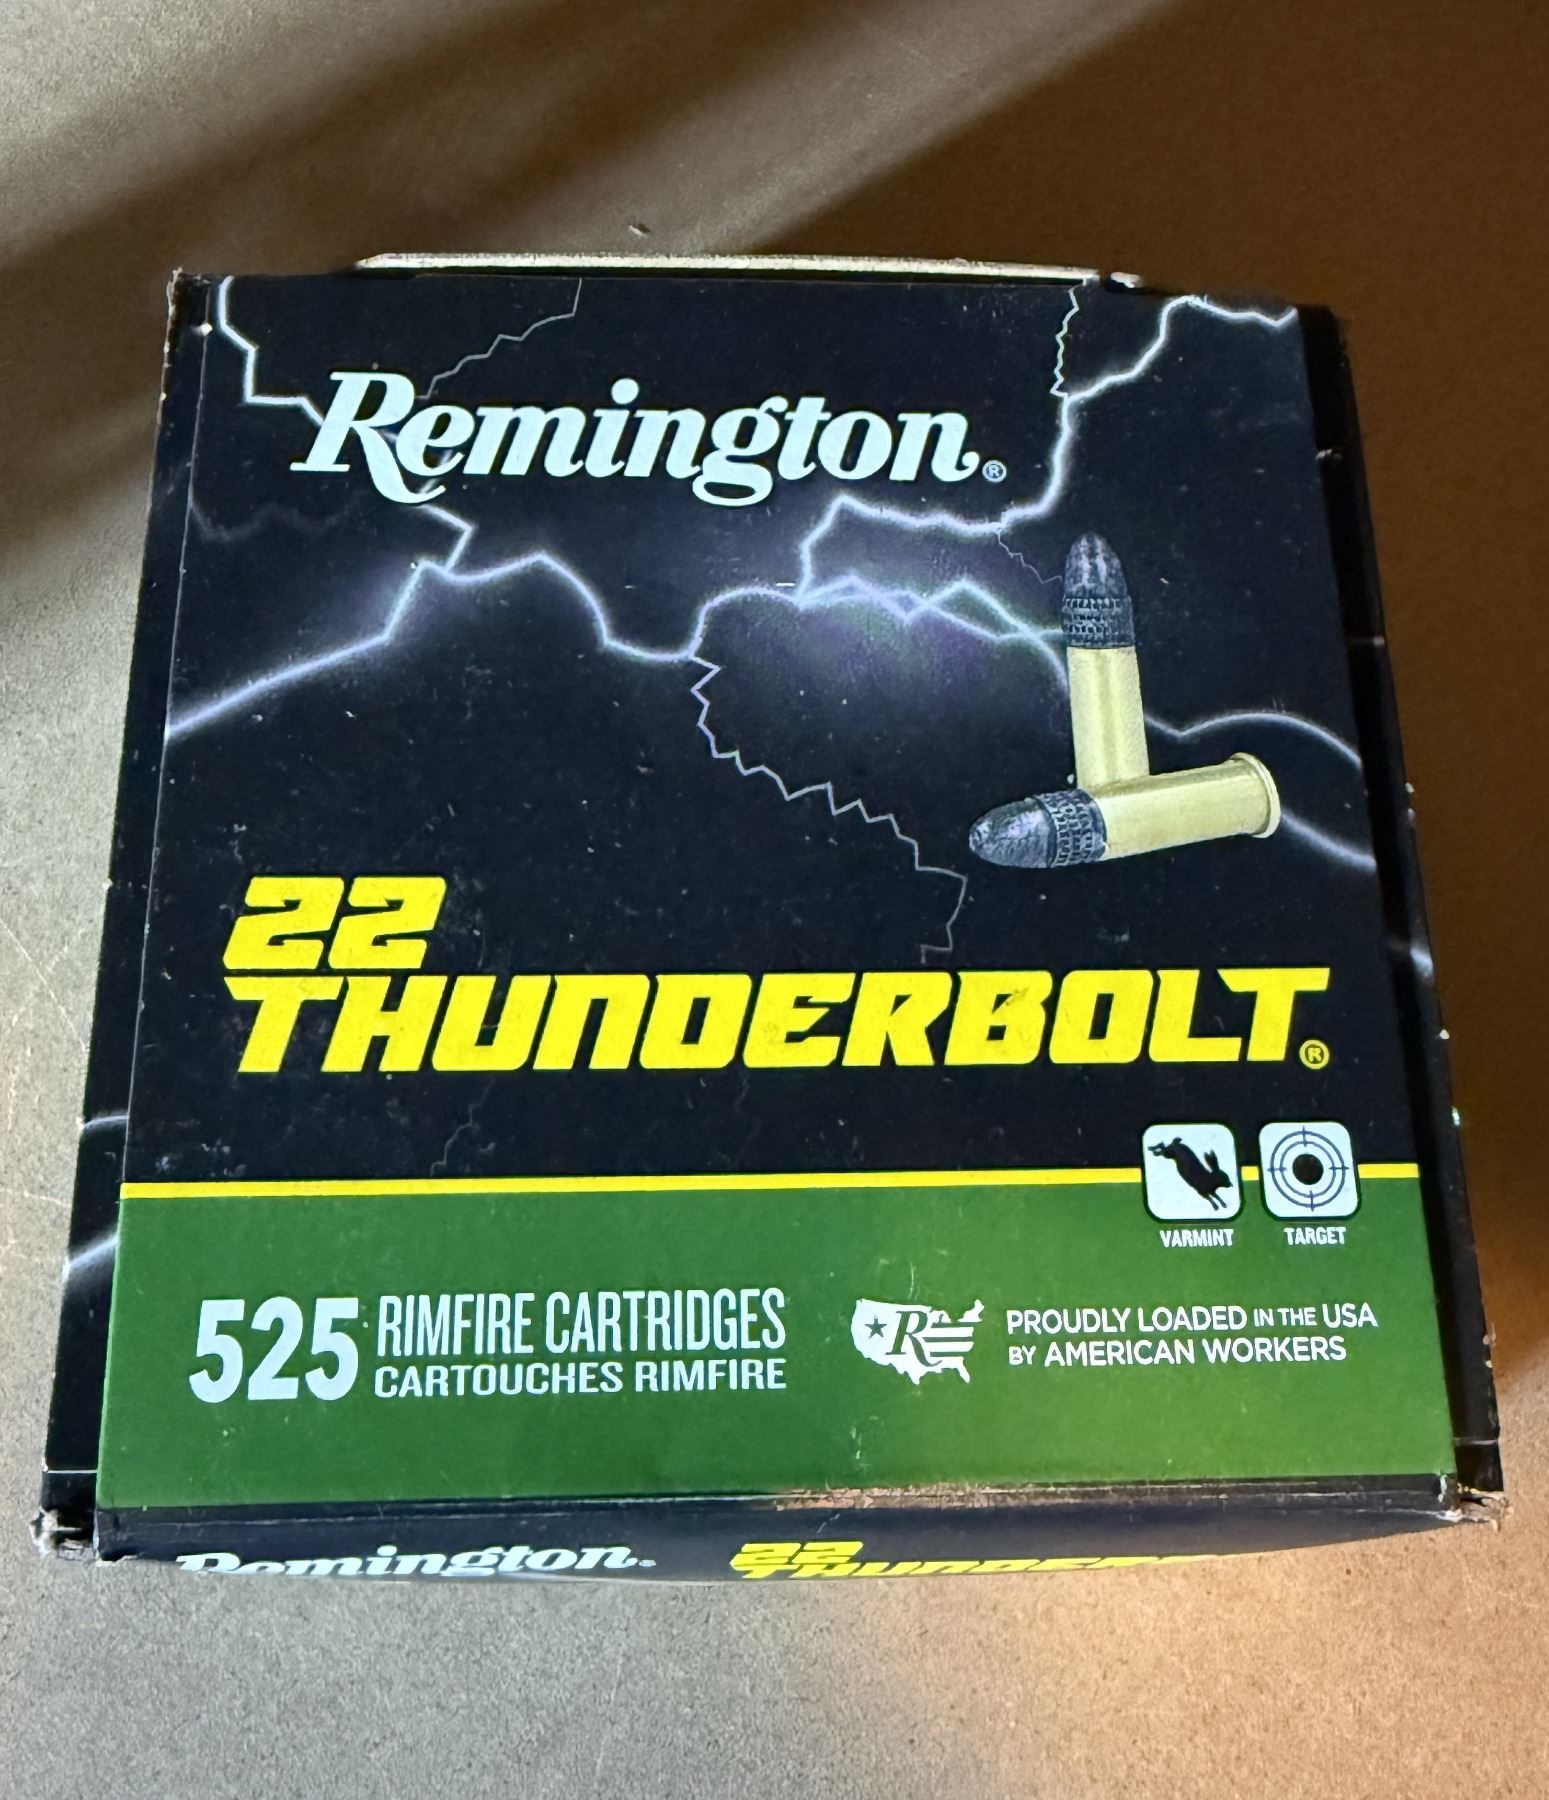 Remington®
22
THUNDERBOLT®
VARMINT
TARGET
525 RIMFIRE CARTRIDGES
CARTOUCHES RIMFIRE
R
PROUDLY LOADED IN THE USA
BY AMERICAN WORKERS
Remington®
22
THUNDERBOLT